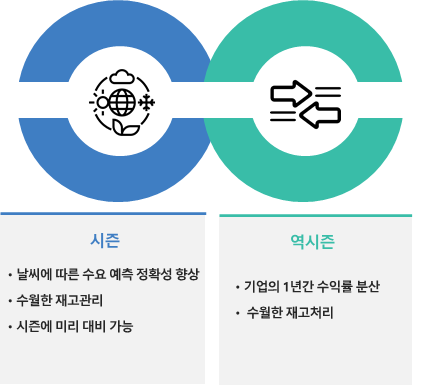 시즌
• 날씨에 따른 수요 예측 정확성 향상
• 수월한 재고관리
• 시즌에 미리 대비 가능
역시즌
• 기업의 1년간 수익률 분산
• 수월한 재고처리